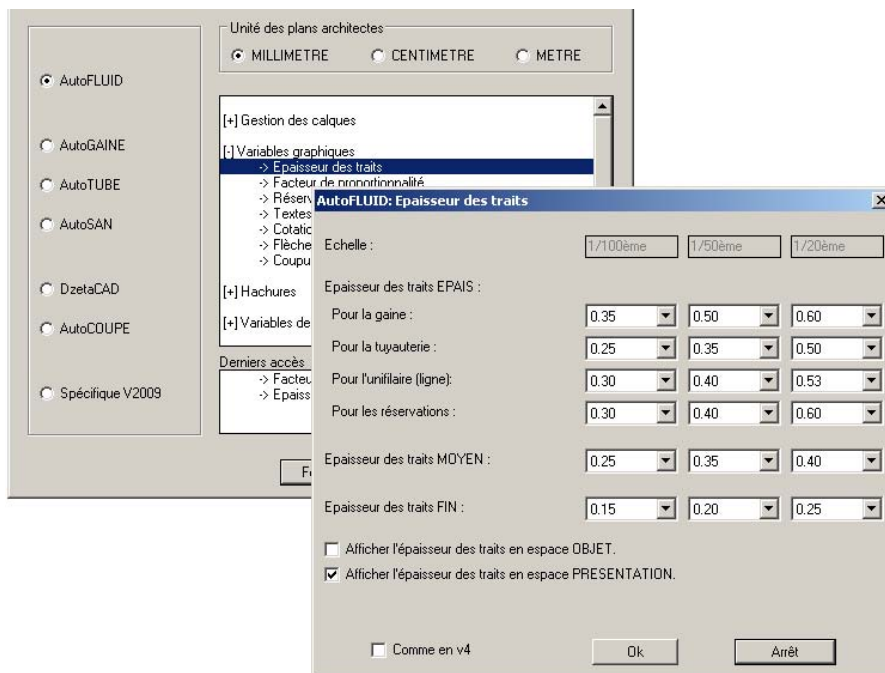 Unité des plans architectes
MILLIMETRE CENTIMETRE METRE
AutoFLUID
AutoGAINE
AutoTUBE
AutoSAN
DzetaCAD
AutoCOUPE
Spécifique V2009
[+] Gestion des calques
[-] Variables graphiques
-> Epaisseur des traits
-> Facteur de proportionnalité
-> Réserv
-> Textes
-> Cotatio
-> Flèche
-> Coupu
[+] Hachures
[+] Variables de
Derniers accès
-> Facteu
-> Epaiss
AutoFLUID: Epaisseur des traits
Echelle : 1/100ème 1/50ème 1/20ème
Epaisseur des traits EPAIS :
Pour la gaine : 0.35 0.50 0.60
Pour la tuyauterie : 0.25 0.35 0.50
Pour l'unifilaire (ligne): 0.30 0.40 0.53
Pour les réservations : 0.30 0.40 0.60
Epaisseur des traits MOYEN : 0.25 0.35 0.40
Epaisseur des traits FIN : 0.15 0.20 0.25
Afficher l'épaisseur des traits en espace OBJET.
Afficher l'épaisseur des traits en espace PRESENTATION.
Comme en v4 Ok Arrêt